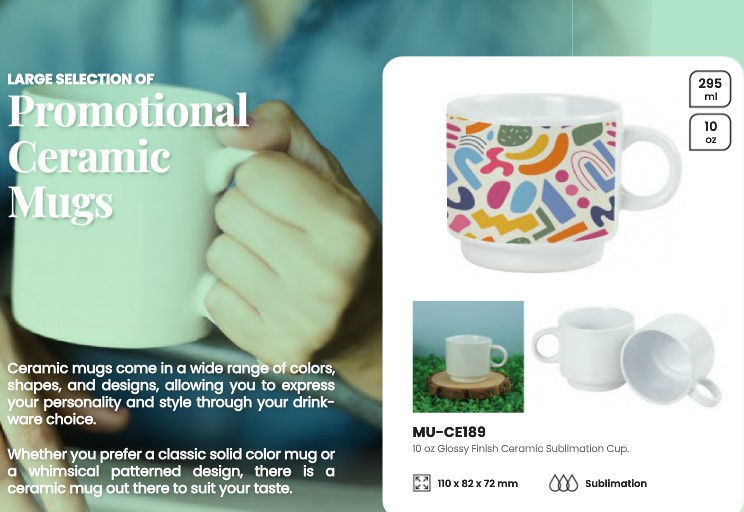 LARGE SELECTION OF
Promotional
Ceramic
Mugs
Ceramic mugs come in a wide range of colors,
shapes, and designs, allowing you to express
your personality and style through your drink-
ware choice.
Whether you prefer a classic solid color mug or
a whimsical patterned design, there is a
ceramic mug out there to suit your taste.
295
ml
10
oz
MU-CE189
10 oz Glossy Finish Ceramic Sublimation Cup.
110 x 82 x 72 mm
Sublimation